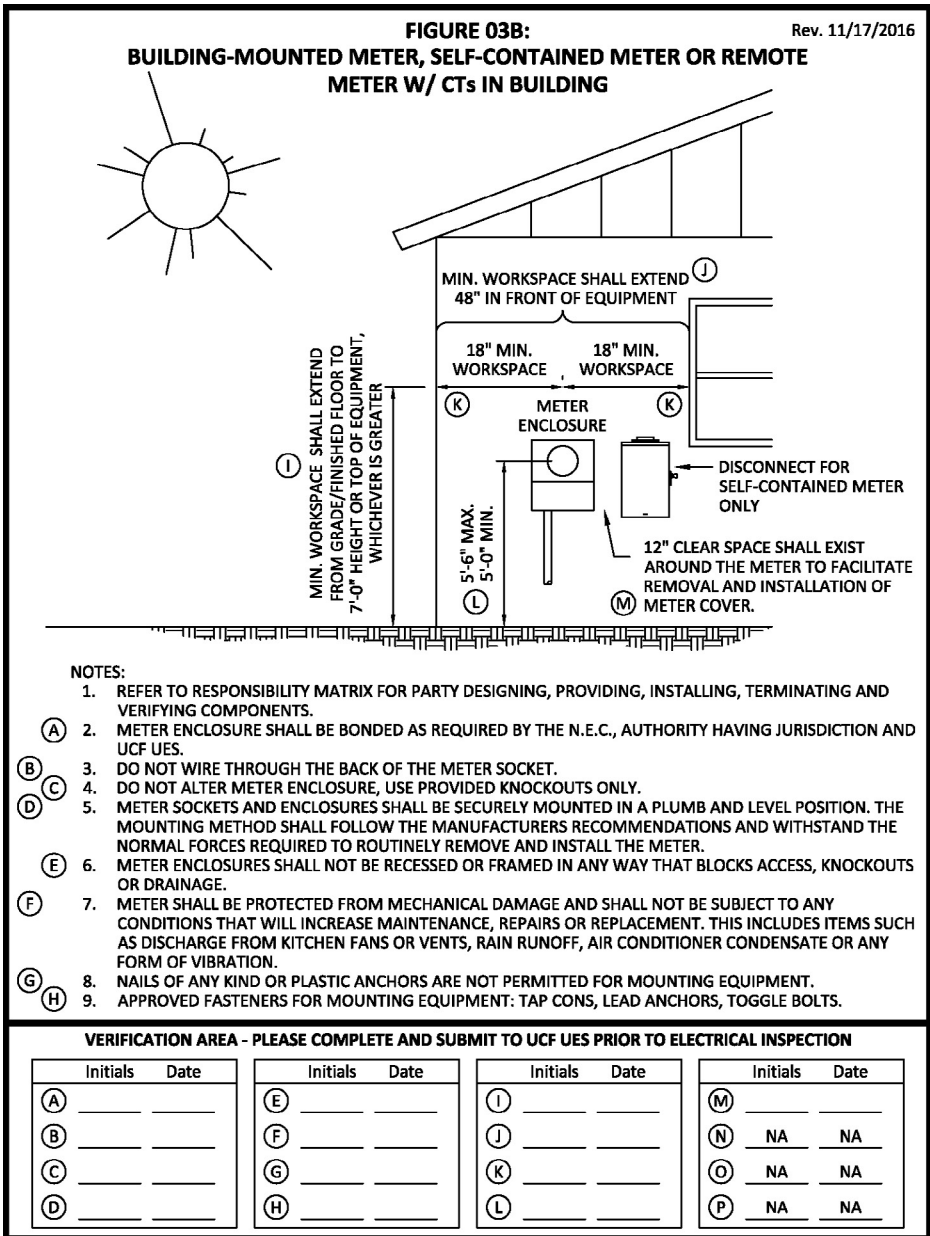 FIGURE 03B:
Rev. 11/17/2016
BUILDING-MOUNTED METER, SELF-CONTAINED METER OR REMOTE
METER W/ CTs IN BUILDING
MIN. WORKSPACE SHALL EXTEND
48" IN FRONT OF EQUIPMENT
J
18" MIN.
WORKSPACE
18" MIN.
WORKSPACE
K
K
I
MIN. WORKSPACE SHALL EXTEND
FROM GRADE/FINISHED FLOOR TO
7'-0" HEIGHT OR TOP OF EQUIPMENT,
WHICHEVER IS GREATER
METER
ENCLOSURE
DISCONNECT FOR
SELF-CONTAINED METER
ONLY
5'-6" MAX.
5'-0" MIN.
L
12" CLEAR SPACE SHALL EXIST
AROUND THE METER TO FACILITATE
REMOVAL AND INSTALLATION OF
M METER COVER.
NOTES:
1. REFER TO RESPONSIBILITY MATRIX FOR PARTY DESIGNING, PROVIDING, INSTALLING, TERMINATING AND
VERIFYING COMPONENTS.
A 2. METER ENCLOSURE SHALL BE BONDED AS REQUIRED BY THE N.E.C., AUTHORITY HAVING JURISDICTION AND
UCF UES.
B 3. DO NOT WIRE THROUGH THE BACK OF THE METER SOCKET.
C 4. DO NOT ALTER METER ENCLOSURE, USE PROVIDED KNOCKOUTS ONLY.
D 5. METER SOCKETS AND ENCLOSURES SHALL BE SECURELY MOUNTED IN A PLUMB AND LEVEL POSITION. THE
MOUNTING METHOD SHALL FOLLOW THE MANUFACTURERS RECOMMENDATIONS AND WITHSTAND THE
NORMAL FORCES REQUIRED TO ROUTINELY REMOVE AND INSTALL THE METER.
E 6. METER ENCLOSURES SHALL NOT BE RECESSED OR FRAMED IN ANY WAY THAT BLOCKS ACCESS, KNOCKOUTS
OR DRAINAGE.
F 7. METER SHALL BE PROTECTED FROM MECHANICAL DAMAGE AND SHALL NOT BE SUBJECT TO ANY
CONDITIONS THAT WILL INCREASE MAINTENANCE, REPAIRS OR REPLACEMENT. THIS INCLUDES ITEMS SUCH
AS DISCHARGE FROM KITCHEN FANS OR VENTS, RAIN RUNOFF, AIR CONDITIONER CONDENSATE OR ANY
FORM OF VIBRATION.
G 8. NAILS OF ANY KIND OR PLASTIC ANCHORS ARE NOT PERMITTED FOR MOUNTING EQUIPMENT.
H 9. APPROVED FASTENERS FOR MOUNTING EQUIPMENT: TAP CONS, LEAD ANCHORS, TOGGLE BOLTS.
VERIFICATION AREA - PLEASE COMPLETE AND SUBMIT TO UCF UES PRIOR TO ELECTRICAL INSPECTION
Initials Date
A
B
C
D
Initials Date
E
F
G
H
Initials Date
I
J
K
L
Initials Date
M
N NA NA
O NA NA
P NA NA